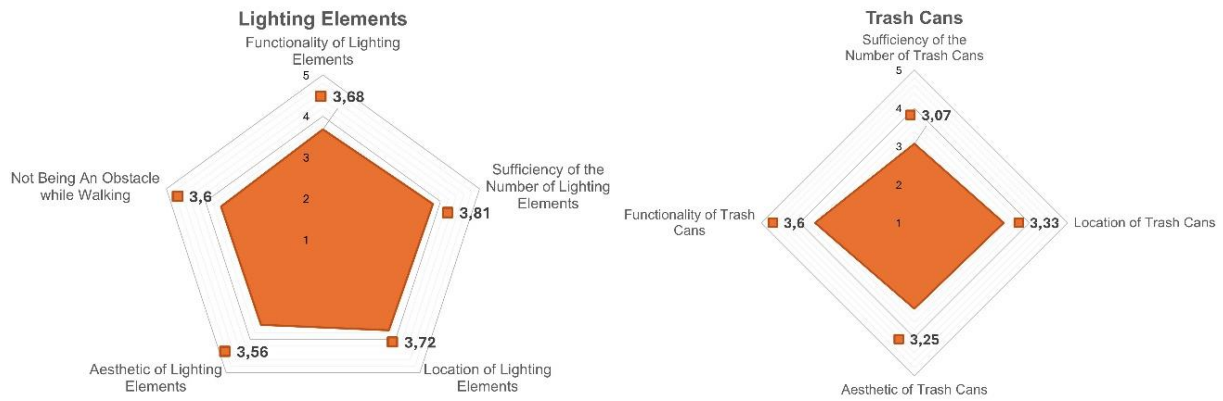 Lighting Elements
Functionality of Lighting
Elements
5
3,68
4
3
2
1
Not Being An Obstacle
while Walking
3,6
Sufficiency of the
Number of Lighting
Elements
3,81
Aesthetic of Lighting
Elements
3,56
3,72
Location of Lighting
Elements
Trash Cans
Sufficiency of the
Number of Trash Cans
5
4
3,07
3
2
1
Functionality of Trash
Cans
3,6
3,33
Location of Trash Cans
3,25
Aesthetic of Trash Cans